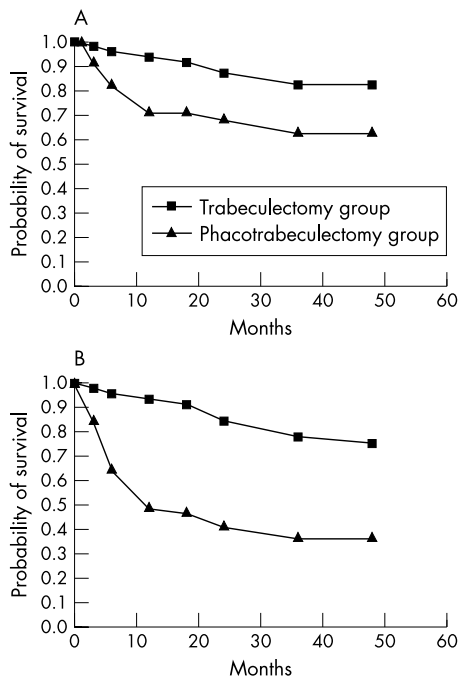 A
Probability of survival
1.0
0.9
0.8
0.7
0.6
0.5
0.4
0.3
0.2
0.1
0.0
Trabeculectomy group
Phacotrabeculectomy group
0 10 20 30 40 50 60
Months
B
Probability of survival
1.0
0.9
0.8
0.7
0.6
0.5
0.4
0.3
0.2
0.1
0.0
0 10 20 30 40 50 60
Months